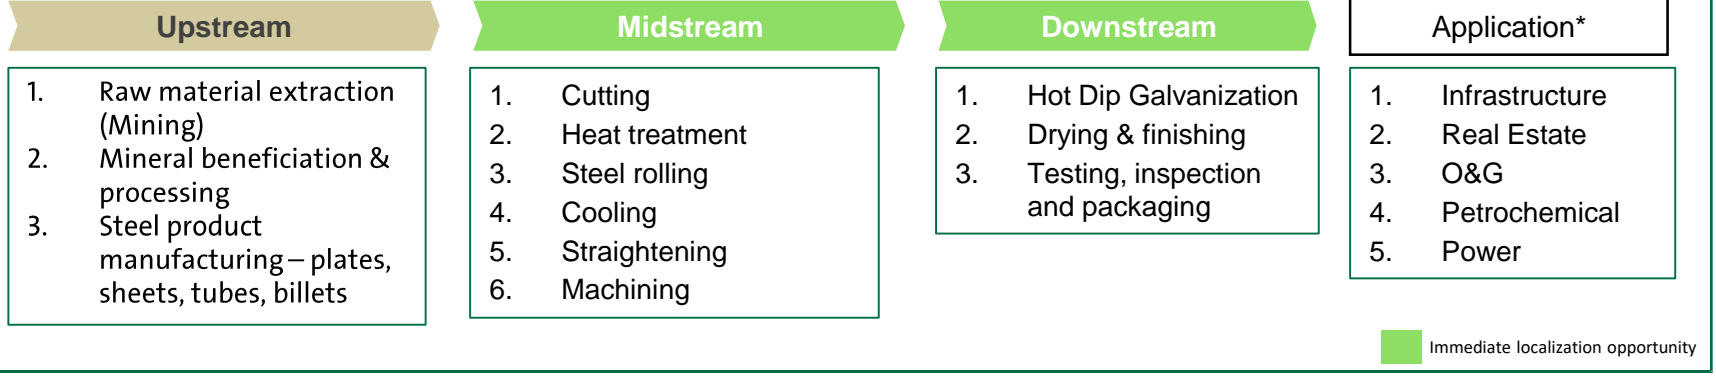 Upstream
1. Raw material extraction
(Mining)
2. Mineral beneficiation &
processing
3. Steel product
manufacturing – plates,
sheets, tubes, billets
Midstream
1. Cutting
2. Heat treatment
3. Steel rolling
4. Cooling
5. Straightening
6. Machining
Downstream
1. Hot Dip Galvanization
2. Drying & finishing
3. Testing, inspection
and packaging
Application*
1. Infrastructure
2. Real Estate
3. O&G
4. Petrochemical
5. Power
Immediate localization opportunity